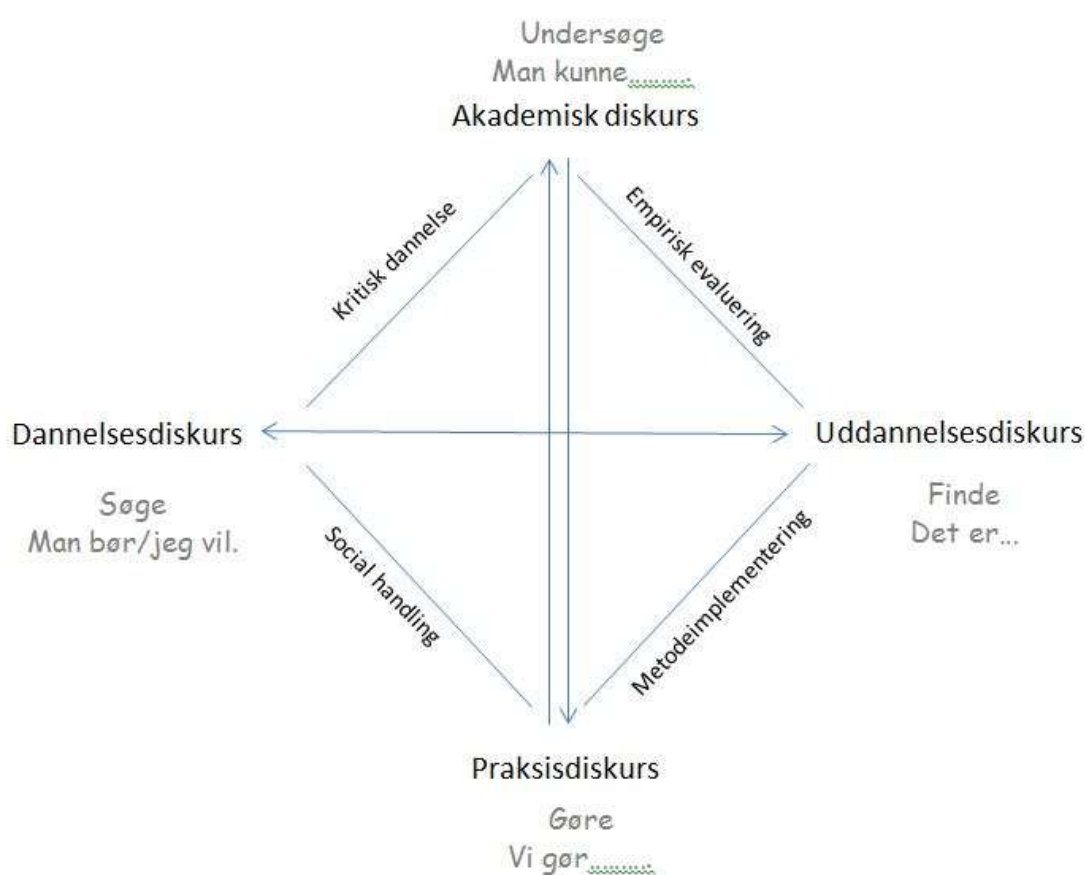 Undersøge
Man kunne.........
Akademisk diskurs
Kritisk dannelse
Empirisk evaluering
Dannelsesdiskurs
Uddannelsesdiskurs
Søge
Man bør/jeg vil.
Finde
Det er...
Social handling
Metodeimplementering
Praksisdiskurs
Gøre
Vi gør.........